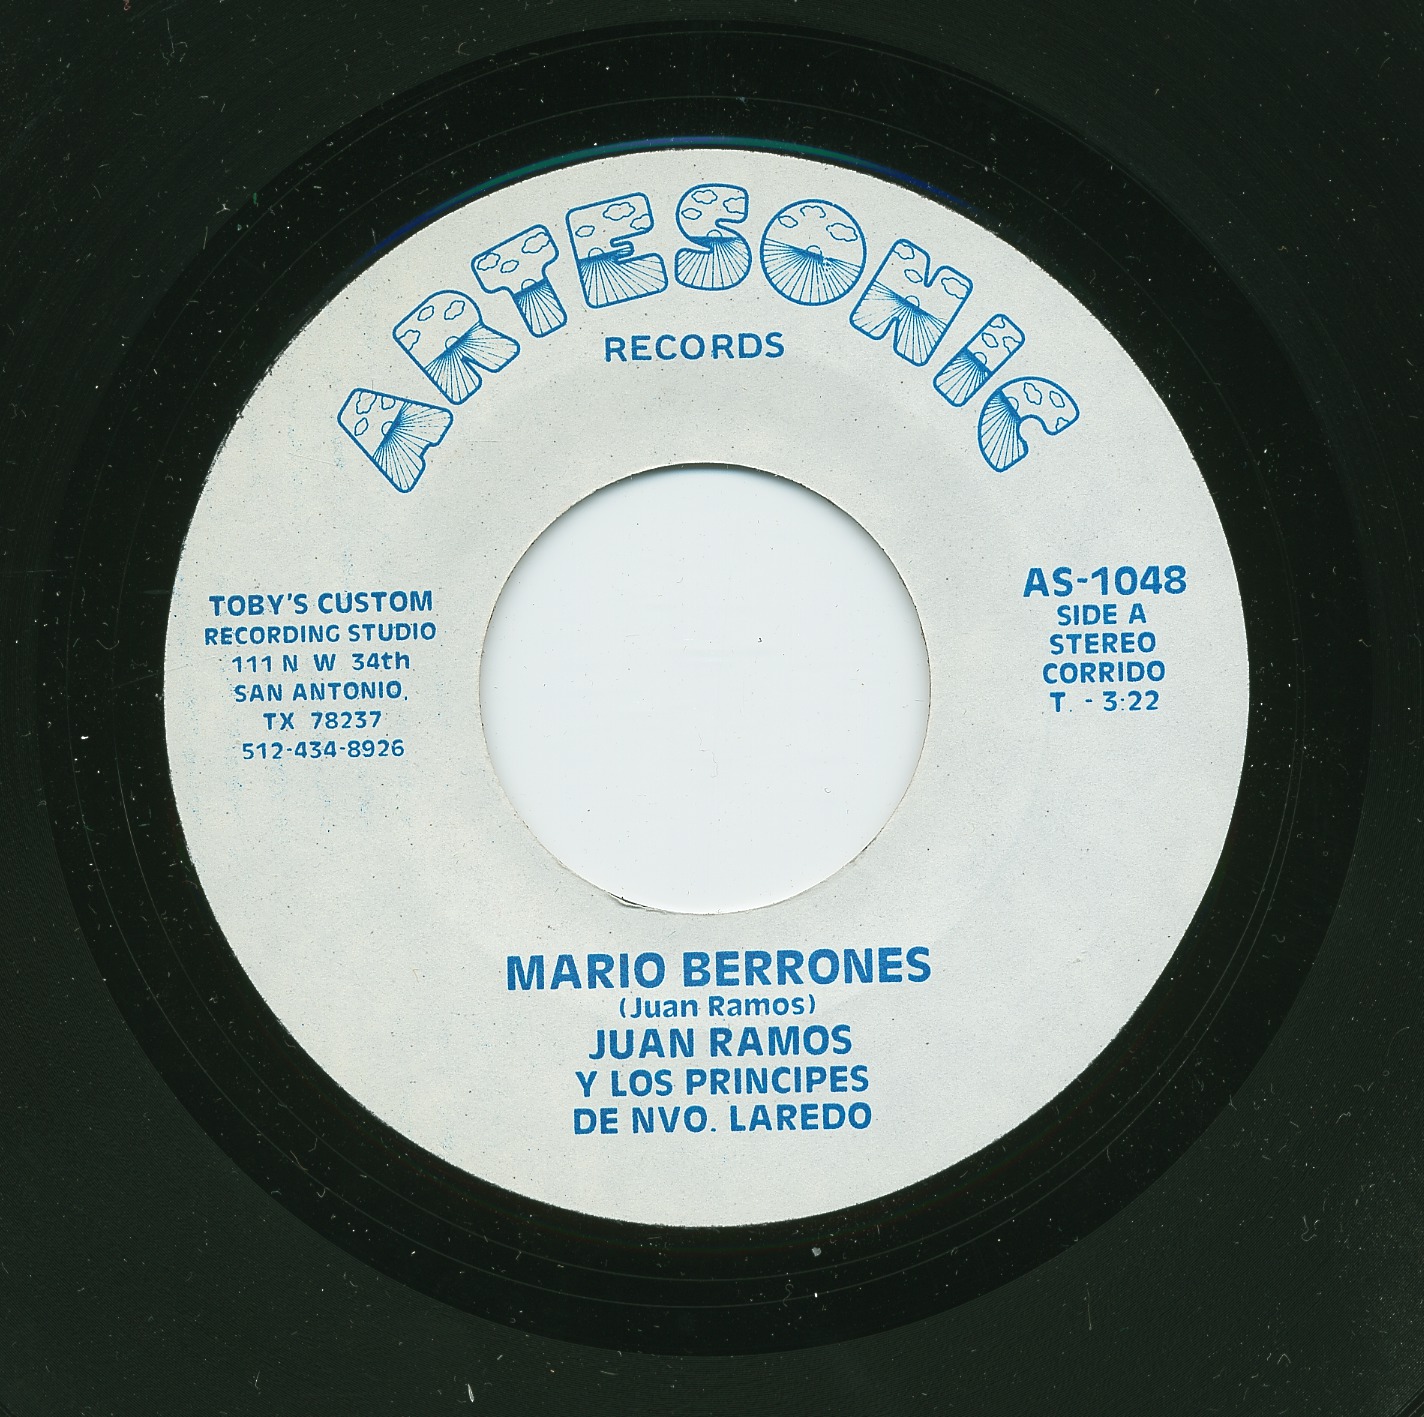 ARTESONIC
RECORDS
TOBY'S CUSTOM
RECORDING STUDIO
111 N W 34th
SAN ANTONIO,
TX 78237
512-434-8926
AS-1048
SIDE A
STEREO
CORRIDO
T. - 3:22
MARIO BERRONES
(Juan Ramos)
JUAN RAMOS
Y LOS PRINCIPES
DE NVO. LAREDO